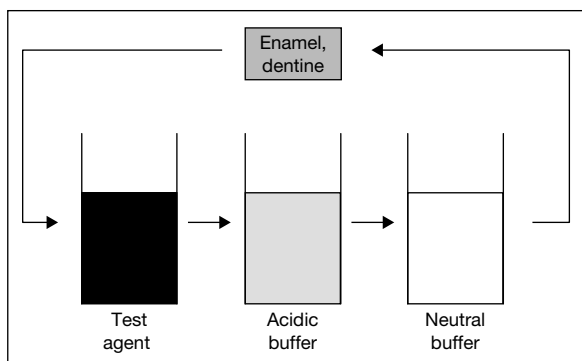 Enamel,
dentine
Test
agent
Acidic
buffer
Neutral
buffer